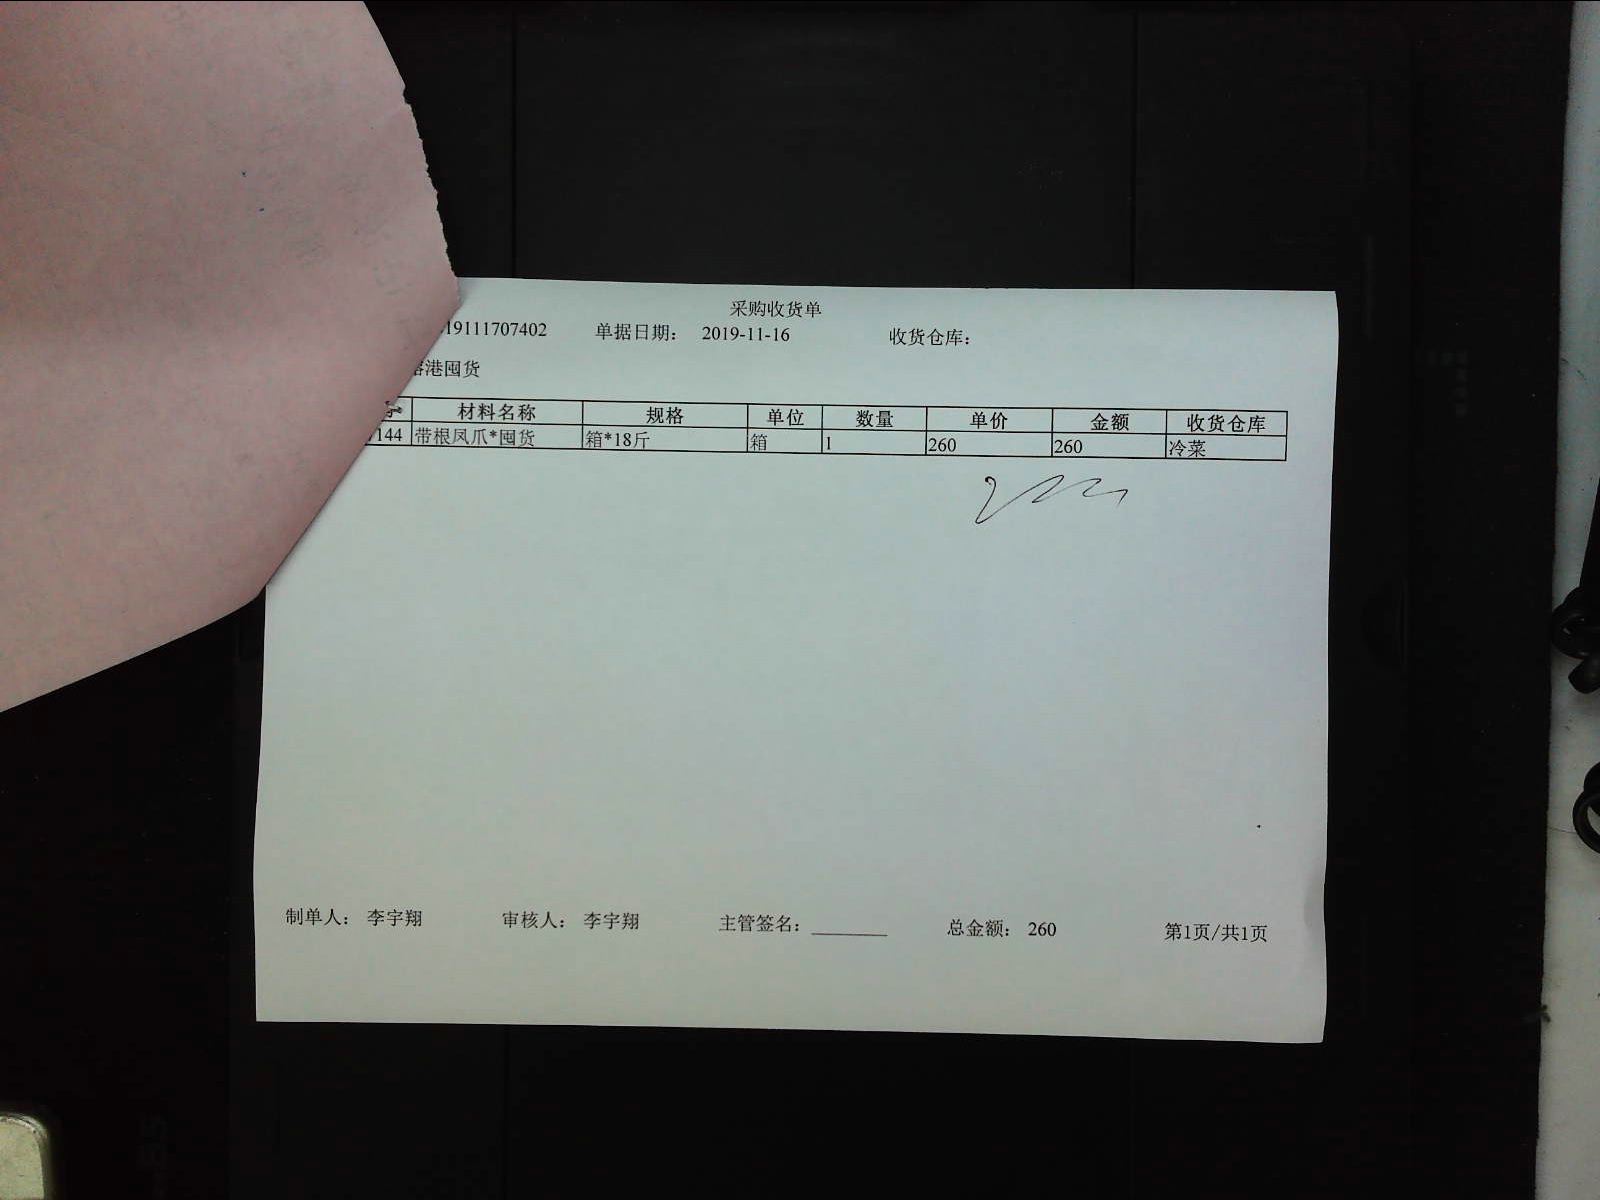 采购收货单
19111707402 单据日期： 2019-11-16 收货仓库：
港囤货
材料名称 规格 单位 数量 单价 金额 收货仓库
144 带根凤爪*囤货 箱*18斤 箱 1 260 260 冷菜
制单人： 李宇翔 审核人： 李宇翔 主管签名： 总金额： 260 第1页/共1页